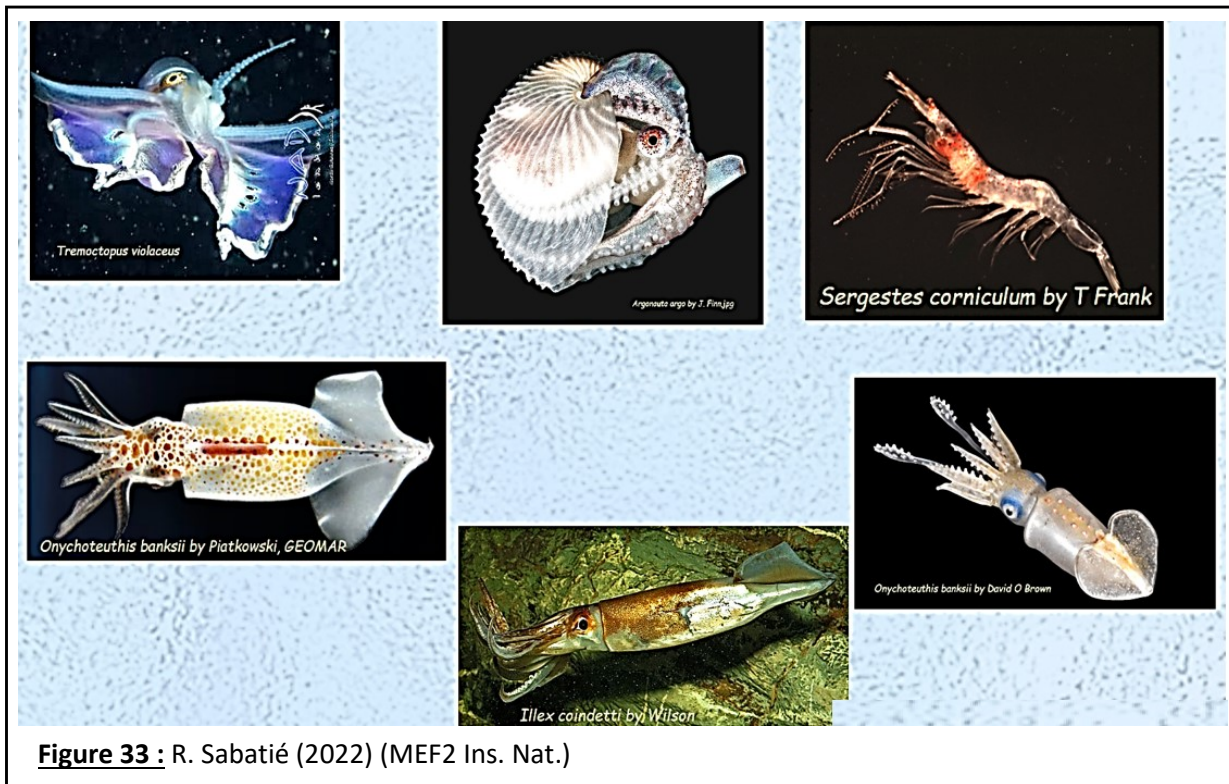 Tremoctopus violaceus
Argonauta argo by J. Finn.jpg
Sergestes corniculum by T Frank
Onychoteuthis banksii by Piatkowski, GEOMAR
Onychoteuthis banksii by David O Brown
Illex coindetti by Wilson
Figure 33 : R. Sabatié (2022) (MEF2 Ins. Nat.)